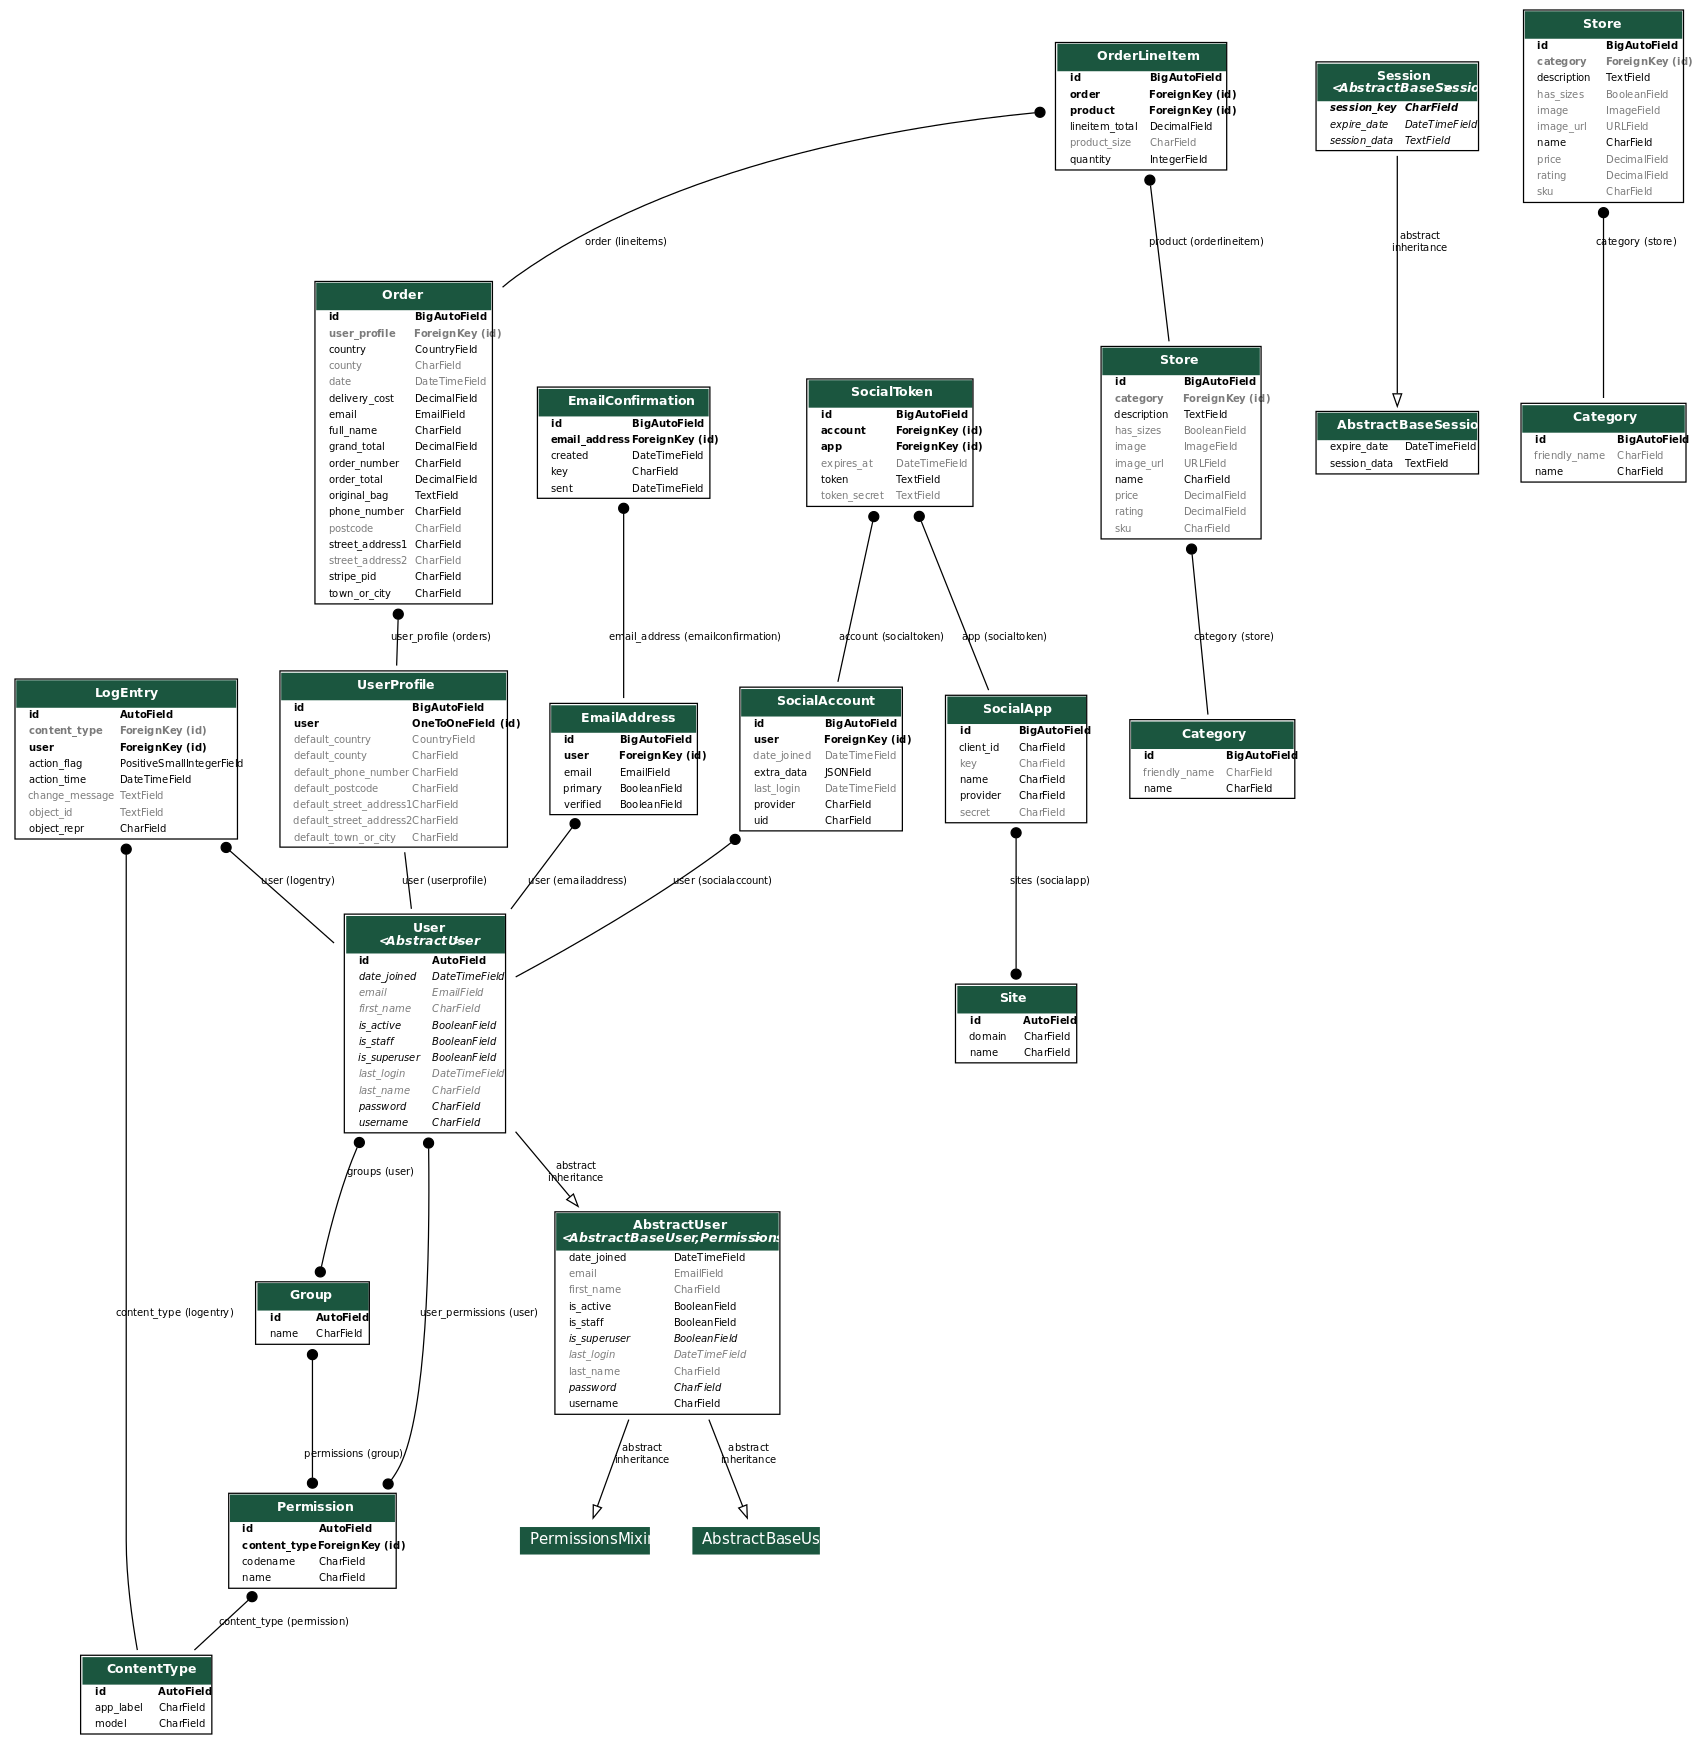 Store
id BigAutoField
category ForeignKey (id)
description TextField
has_sizes BooleanField
image ImageField
image_url URLField
name CharField
price DecimalField
rating DecimalField
sku CharField
OrderLineItem
id BigAutoField
order ForeignKey (id)
product ForeignKey (id)
lineitem_total DecimalField
product_size CharField
quantity IntegerField
Session
<AbstractBaseSessio
session_key CharField
expire_date DateTimeField
session_data TextField
order (lineitems)
product (orderlineitem)
abstract
inheritance
category (store)
Order
id BigAutoField
user_profile ForeignKey (id)
country CountryField
county CharField
date DateTimeField
delivery_cost DecimalField
email EmailField
full_name CharField
grand_total DecimalField
order_number CharField
order_total DecimalField
original_bag TextField
phone_number CharField
postcode CharField
street_address1 CharField
street_address2 CharField
stripe_pid CharField
town_or_city CharField
EmailConfirmation
id BigAutoField
email_address ForeignKey (id)
created DateTimeField
key CharField
sent DateTimeField
SocialToken
id BigAutoField
account ForeignKey (id)
app ForeignKey (id)
expires_at DateTimeField
token TextField
token_secret TextField
Store
id BigAutoField
category ForeignKey (id)
description TextField
has_sizes BooleanField
image ImageField
image_url URLField
name CharField
price DecimalField
rating DecimalField
sku CharField
AbstractBaseSessio
expire_date DateTimeField
session_data TextField
Category
id BigAutoField
friendly_name CharField
name CharField
user_profile (orders)
email_address (emailconfirmation)
account (socialtoken)
app (socialtoken)
category (store)
LogEntry
id AutoField
content_type ForeignKey (id)
user ForeignKey (id)
action_flag PositiveSmallIntegerField
action_time DateTimeField
change_message TextField
object_id TextField
object_repr CharField
UserProfile
id BigAutoField
user OneToOneField (id)
default_country CountryField
default_county CharField
default_phone_number CharField
default_postcode CharField
default_street_address1 CharField
default_street_address2 CharField
default_town_or_city CharField
EmailAddress
id BigAutoField
user ForeignKey (id)
email EmailField
primary BooleanField
verified BooleanField
SocialAccount
id BigAutoField
user ForeignKey (id)
date_joined DateTimeField
extra_data JSONField
last_login DateTimeField
provider CharField
uid CharField
SocialApp
id BigAutoField
client_id CharField
key CharField
name CharField
provider CharField
secret CharField
Category
id BigAutoField
friendly_name CharField
name CharField
user (logentry)
user (userprofile)
user (emailaddress)
user (socialaccount)
sites (socialapp)
User
<AbstractUser>
id AutoField
date_joined DateTimeField
email EmailField
first_name CharField
is_active BooleanField
is_staff BooleanField
is_superuser BooleanField
last_login DateTimeField
last_name CharField
password CharField
username CharField
Site
id AutoField
domain CharField
name CharField
groups (user)
abstract
inheritance
AbstractUser
<AbstractBaseUser,Permissions
date_joined DateTimeField
email EmailField
first_name CharField
is_active BooleanField
is_staff BooleanField
is_superuser BooleanField
last_login DateTimeField
last_name CharField
password CharField
username CharField
Group
id AutoField
name CharField
content_type (logentry)
user_permissions (user)
permissions (group)
abstract
inheritance
abstract
inheritance
Permission
id AutoField
content_type ForeignKey (id)
codename CharField
name CharField
PermissionsMixin
AbstractBaseUs
content_type (permission)
ContentType
id AutoField
app_label CharField
model CharField